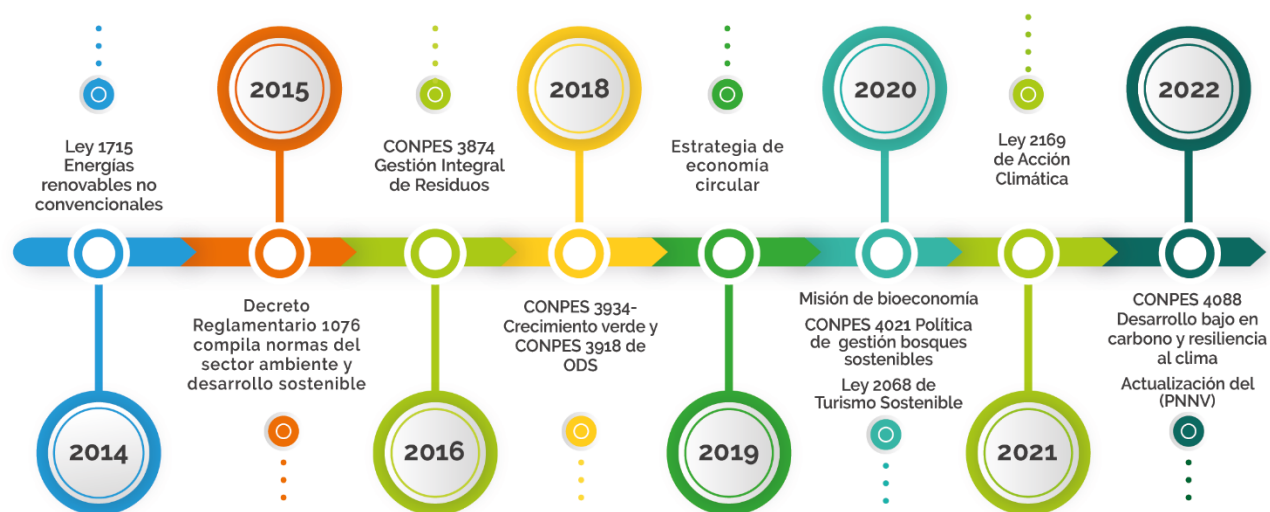 2014
Ley 1715
Energías
renovables no
convencionales
2015
Decreto
Reglamentario 1076
compila normas del
sector ambiente y
desarrollo sostenible
2016
CONPES 3874
Gestión Integral
de Residuos
2018
CONPES 3934-
Crecimiento verde y
CONPES 3918 de
ODS
2019
Estrategia de
economía
circular
2020
Misión de bioeconomía
CONPES 4021 Política
de gestión bosques
sostenibles
Ley 2068 de
Turismo Sostenible
2021
Ley 2169
de Acción
Climática
2022
CONPES 4088
Desarrollo bajo en
carbono y resiliencia
al clima
Actualización del
(PNNV)